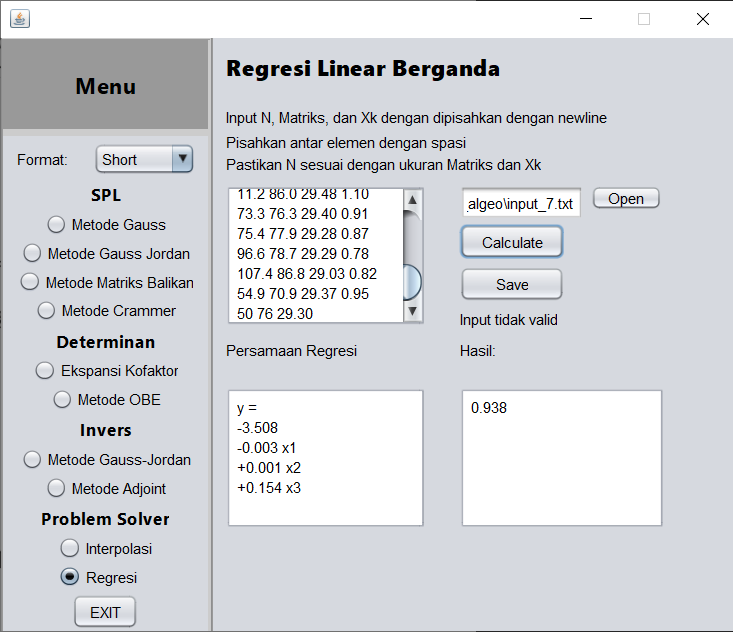 Menu
Format:
Short
SPL
Metode Gauss
Metode Gauss Jordan
Metode Matriks Balikan
Metode Crammer
Determinan
Ekspansi Kofaktor
Metode OBE
Invers
Metode Gauss-Jordan
Metode Adjoint
Problem Solver
Interpolasi
Regresi
EXIT
Regresi Linear Berganda
Input N, Matriks, dan Xk dengan dipisahkan dengan newline
Pisahkan antar elemen dengan spasi
Pastikan N sesuai dengan ukuran Matriks dan Xk
11.2 86.0 29.48 1.10
73.3 76.3 29.40 0.91
75.4 77.9 29.28 0.87
96.6 78.7 29.29 0.78
107.4 86.8 29.03 0.82
54.9 70.9 29.37 0.95
50 76 29.30
algeo\input_7.txt
Open
Calculate
Save
Input tidak valid
Persamaan Regresi
Hasil:
y =
-3.508
-0.003 x1
+0.001 x2
+0.154 x3
0.938